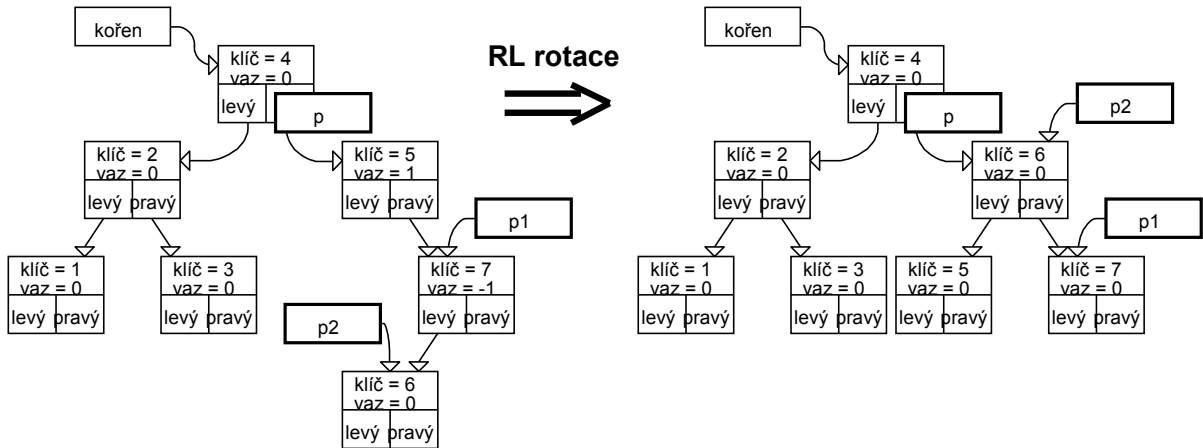 kořen
klíč = 4
vaz = 0
levý
p
klíč = 2
vaz = 0
levý pravý
klíč = 5
vaz = 1
levý pravý
p1
klíč = 1
vaz = 0
levý pravý
klíč = 3
vaz = 0
levý pravý
klíč = 7
vaz = -1
levý pravý
p2
klíč = 6
vaz = 0
levý pravý
RL rotace
kořen
klíč = 4
vaz = 0
levý
p
p2
klíč = 2
vaz = 0
levý pravý
klíč = 6
vaz = 0
levý pravý
p1
klíč = 1
vaz = 0
levý pravý
klíč = 3
vaz = 0
levý pravý
klíč = 5
vaz = 0
levý pravý
klíč = 7
vaz = 0
levý pravý